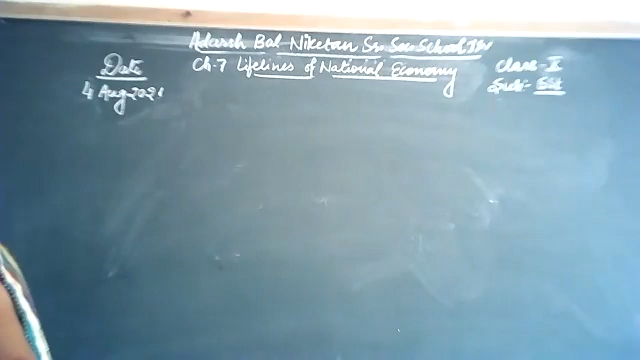 Adarsh Bal Niketan Sr. Sec. School
Date
Ch-7 Lifelines of National Economy
Class - X
4 Aug 2021
Sub:- SSt